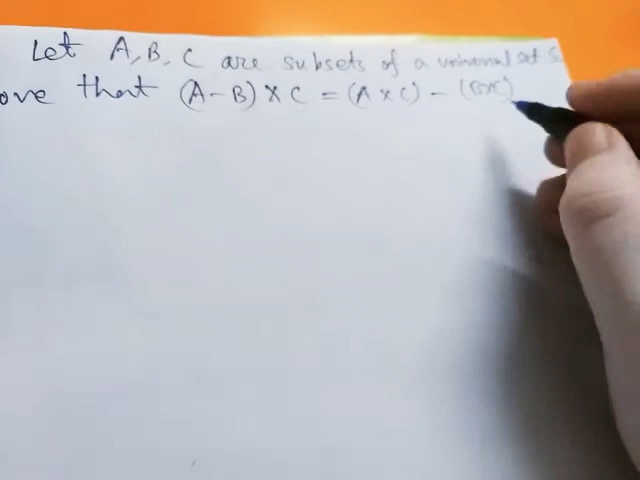 Let A, B, C are subsets of a universal set S.
ove that (A-B) X C = (A X C) - (BXC)